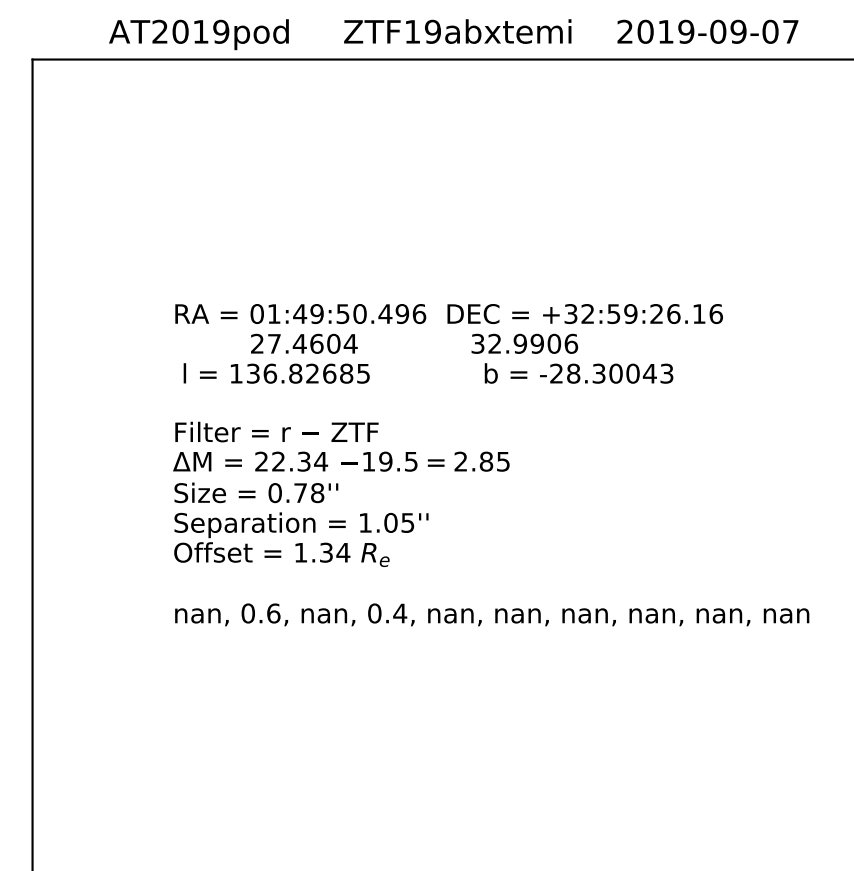 AT2019pod ZTF19abxtemi 2019-09-07
RA = 01:49:50.496 DEC = +32:59:26.16
27.4604 32.9906
l = 136.82685 b = -28.30043
Filter = r − ZTF
ΔM = 22.34 −19.5 = 2.85
Size = 0.78''
Separation = 1.05''
Offset = 1.34 Rₑ
nan, 0.6, nan, 0.4, nan, nan, nan, nan, nan, nan